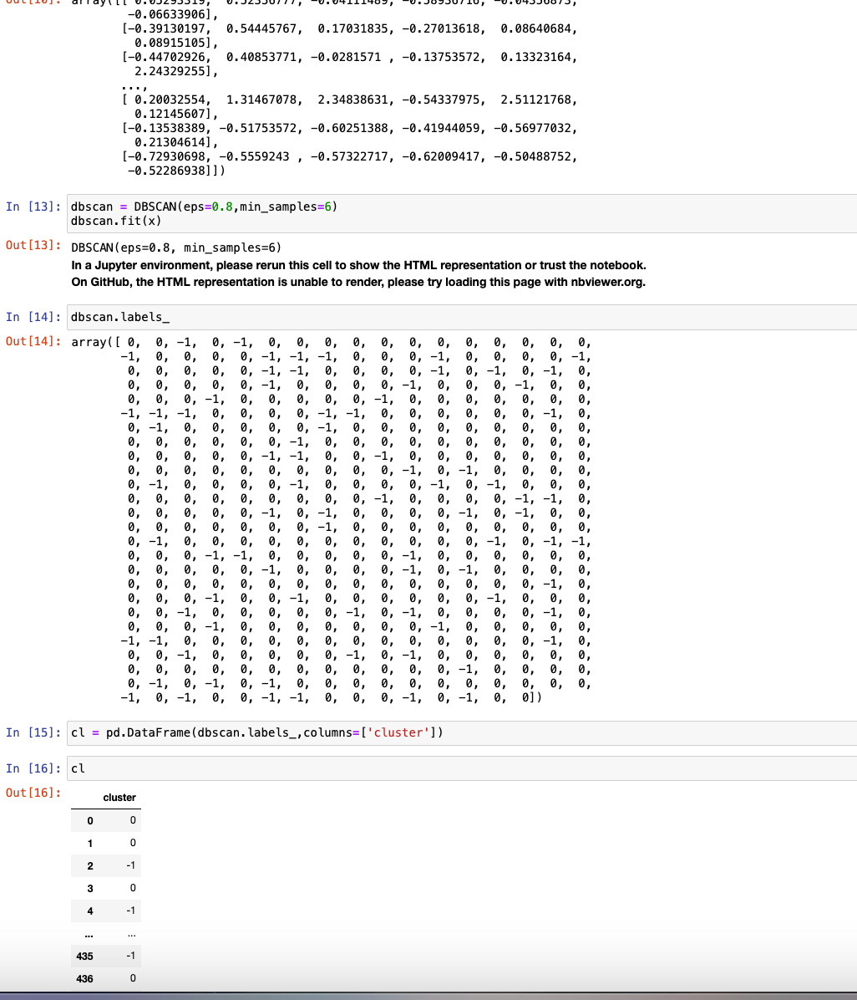 Out[10]: array([[ 0.05293319, 0.52356777, -0.04111489, -0.58936716, -0.04356873,
-0.06633906],
[-0.39130197, 0.54445767, 0.17031835, -0.27013618, 0.08640684,
0.08915105],
[-0.44702926, 0.40853771, -0.0281571 , -0.13753572, 0.13323164,
2.24329255],
...,
[ 0.20032554, 1.31467078, 2.34838631, -0.54337975, 2.51121768,
0.12145607],
[-0.13538389, -0.51753572, -0.60251388, -0.41944059, -0.56977032,
0.21304614],
[-0.72930698, -0.5559243 , -0.57322717, -0.62009417, -0.50488752,
-0.52286938]])
In [13]: dbscan = DBSCAN(eps=0.8,min_samples=6)
dbscan.fit(x)
Out[13]: DBSCAN(eps=0.8, min_samples=6)
In a Jupyter environment, please rerun this cell to show the HTML representation or trust the notebook.
On GitHub, the HTML representation is unable to render, please try loading this page with nbviewer.org.
In [14]: dbscan.labels_
Out[14]: array([ 0, 0, -1, 0, -1, 0, 0, 0, 0, 0, 0, 0, 0, 0, 0, 0, 0,
-1, 0, 0, 0, 0, -1, -1, -1, 0, 0, 0, -1, 0, 0, 0, 0, -1,
0, 0, 0, 0, 0, -1, -1, 0, 0, 0, 0, -1, 0, -1, 0, -1, 0,
0, 0, 0, 0, 0, -1, 0, 0, 0, 0, -1, 0, 0, 0, -1, 0, 0,
0, 0, 0, -1, 0, 0, 0, 0, 0, -1, 0, 0, 0, 0, 0, 0, 0,
-1, -1, -1, 0, 0, 0, 0, -1, -1, 0, 0, 0, 0, 0, 0, -1, 0,
0, -1, 0, 0, 0, 0, 0, -1, 0, 0, 0, 0, 0, 0, 0, 0, 0,
0, 0, 0, 0, 0, 0, -1, 0, 0, 0, 0, 0, 0, 0, 0, 0, 0,
0, 0, 0, 0, 0, -1, -1, 0, 0, -1, 0, 0, 0, 0, 0, 0, 0,
0, 0, 0, 0, 0, 0, 0, 0, 0, 0, -1, 0, -1, 0, 0, 0, 0,
0, -1, 0, 0, 0, 0, -1, 0, 0, 0, 0, -1, 0, -1, 0, 0, 0,
0, 0, 0, 0, 0, 0, 0, 0, 0, -1, 0, 0, 0, 0, -1, -1, 0,
0, 0, 0, 0, 0, -1, 0, -1, 0, 0, 0, 0, -1, 0, -1, 0, 0,
0, 0, 0, 0, 0, 0, 0, -1, 0, 0, 0, 0, 0, 0, 0, 0, 0,
0, -1, 0, 0, 0, 0, 0, 0, 0, 0, 0, 0, 0, -1, 0, -1, -1,
0, 0, 0, -1, -1, 0, 0, 0, 0, 0, -1, 0, 0, 0, 0, 0, 0,
0, 0, 0, 0, 0, -1, 0, 0, 0, 0, -1, 0, -1, 0, 0, 0, 0,
0, 0, 0, 0, 0, 0, 0, 0, 0, 0, 0, 0, 0, 0, 0, -1, 0,
0, 0, 0, -1, 0, 0, -1, 0, 0, 0, 0, 0, 0, -1, 0, 0, 0,
0, 0, -1, 0, 0, 0, 0, 0, -1, 0, -1, 0, 0, 0, 0, -1, 0,
0, 0, 0, -1, 0, 0, 0, 0, 0, 0, 0, -1, 0, 0, 0, 0, 0,
-1, -1, 0, 0, 0, 0, 0, 0, 0, 0, 0, 0, 0, 0, 0, -1, 0,
0, 0, -1, 0, 0, 0, 0, 0, -1, 0, -1, 0, 0, 0, 0, 0, 0,
0, 0, 0, 0, 0, 0, 0, 0, 0, 0, 0, 0, -1, 0, 0, 0, 0,
0, -1, 0, -1, 0, -1, 0, 0, 0, 0, 0, 0, 0, 0, 0, 0, 0,
-1, 0, -1, 0, 0, -1, -1, 0, 0, 0, -1, 0, -1, 0, 0])
In [15]: cl = pd.DataFrame(dbscan.labels_,columns=['cluster'])
In [16]: cl
Out[16]:
cluster
0 0
1 0
2 -1
3 0
4 -1
... ...
435 -1
436 0